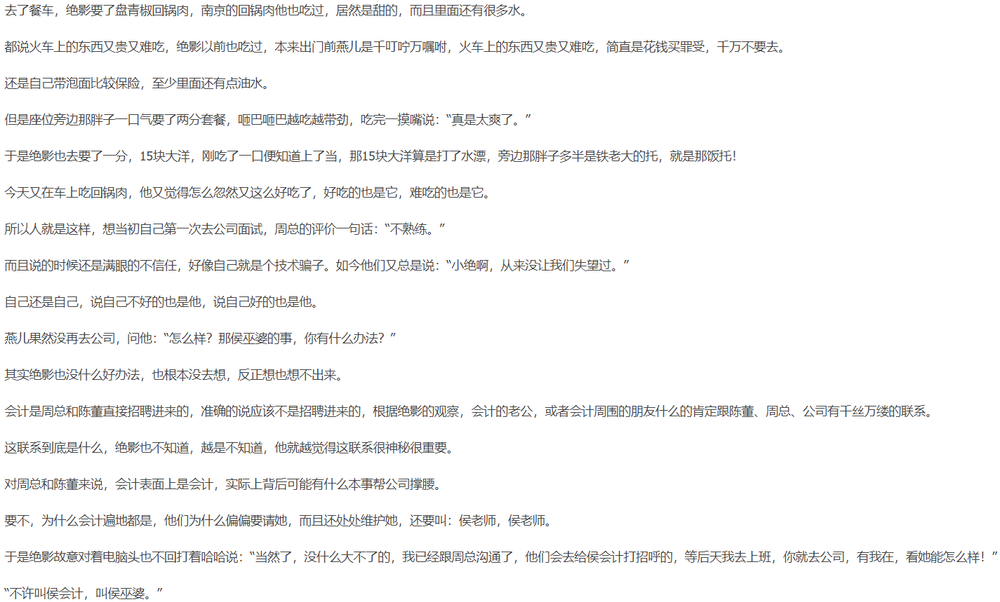 去了餐车，绝影要了盘青椒回锅肉，南京的回锅肉他也吃过，居然是甜的，而且里面还有很多水。
都说火车上的东西又贵又难吃，绝影以前也吃过，本来出门前燕儿是千叮咛万嘱咐，火车上的东西又贵又难吃，简直是花钱买罪受，千万不要去。
还是自己带泡面比较保险，至少里面还有点油水。
但是座位旁边那胖子一口气要了两分套餐，咂巴咂巴越吃越带劲，吃完一摸嘴说：“真是太爽了。”
于是绝影也去要了一分，15块大洋，刚吃了一口便知道上了当，那15块大洋算是打了水漂，旁边那胖子多半是铁老大的托，就是那饭托！
今天又在车上吃回锅肉，他又觉得怎么忽然又这么好吃了，好吃的也是它，难吃的也是它。
所以人就是这样，想当初自己第一次去公司面试，周总的评价一句话：“不熟练。”
而且说的时候还是满眼的不信任，好像自己就是个技术骗子。如今他们又总是说：“小绝啊，从来没让我们失望过。”
自己还是自己，说自己不好的也是他，说自己好的也是他。
燕儿果然没再去公司，问他：“怎么样？那侯巫婆的事，你有什么办法？”
其实绝影也没什么好办法，也根本没去想，反正想也想不出来。
会计是周总和陈董直接招聘进来的，准确的说应该不是招聘进来的，根据绝影的观察，会计的老公，或者会计周围的朋友什么的肯定跟陈董、周总、公司有千丝万缕的联系。
这联系到底是什么，绝影也不知道，越是不知道，他就越觉得这联系很神秘很重要。
对周总和陈董来说，会计表面上是会计，实际上背后可能有什么本事帮公司撑腰。
要不，为什么会计遍地都是，他们为什么偏偏要请她，而且还处处维护她，还要叫：侯老师，侯老师。
于是绝影故意对着电脑头也不回打着哈哈说：“当然了，没什么大不了的，我已经跟周总沟通了，他们会去给侯会计打招呼的，等后天我去上班，你就去公司，有我在，看她能怎么样！”
“不许叫侯会计，叫侯巫婆。”